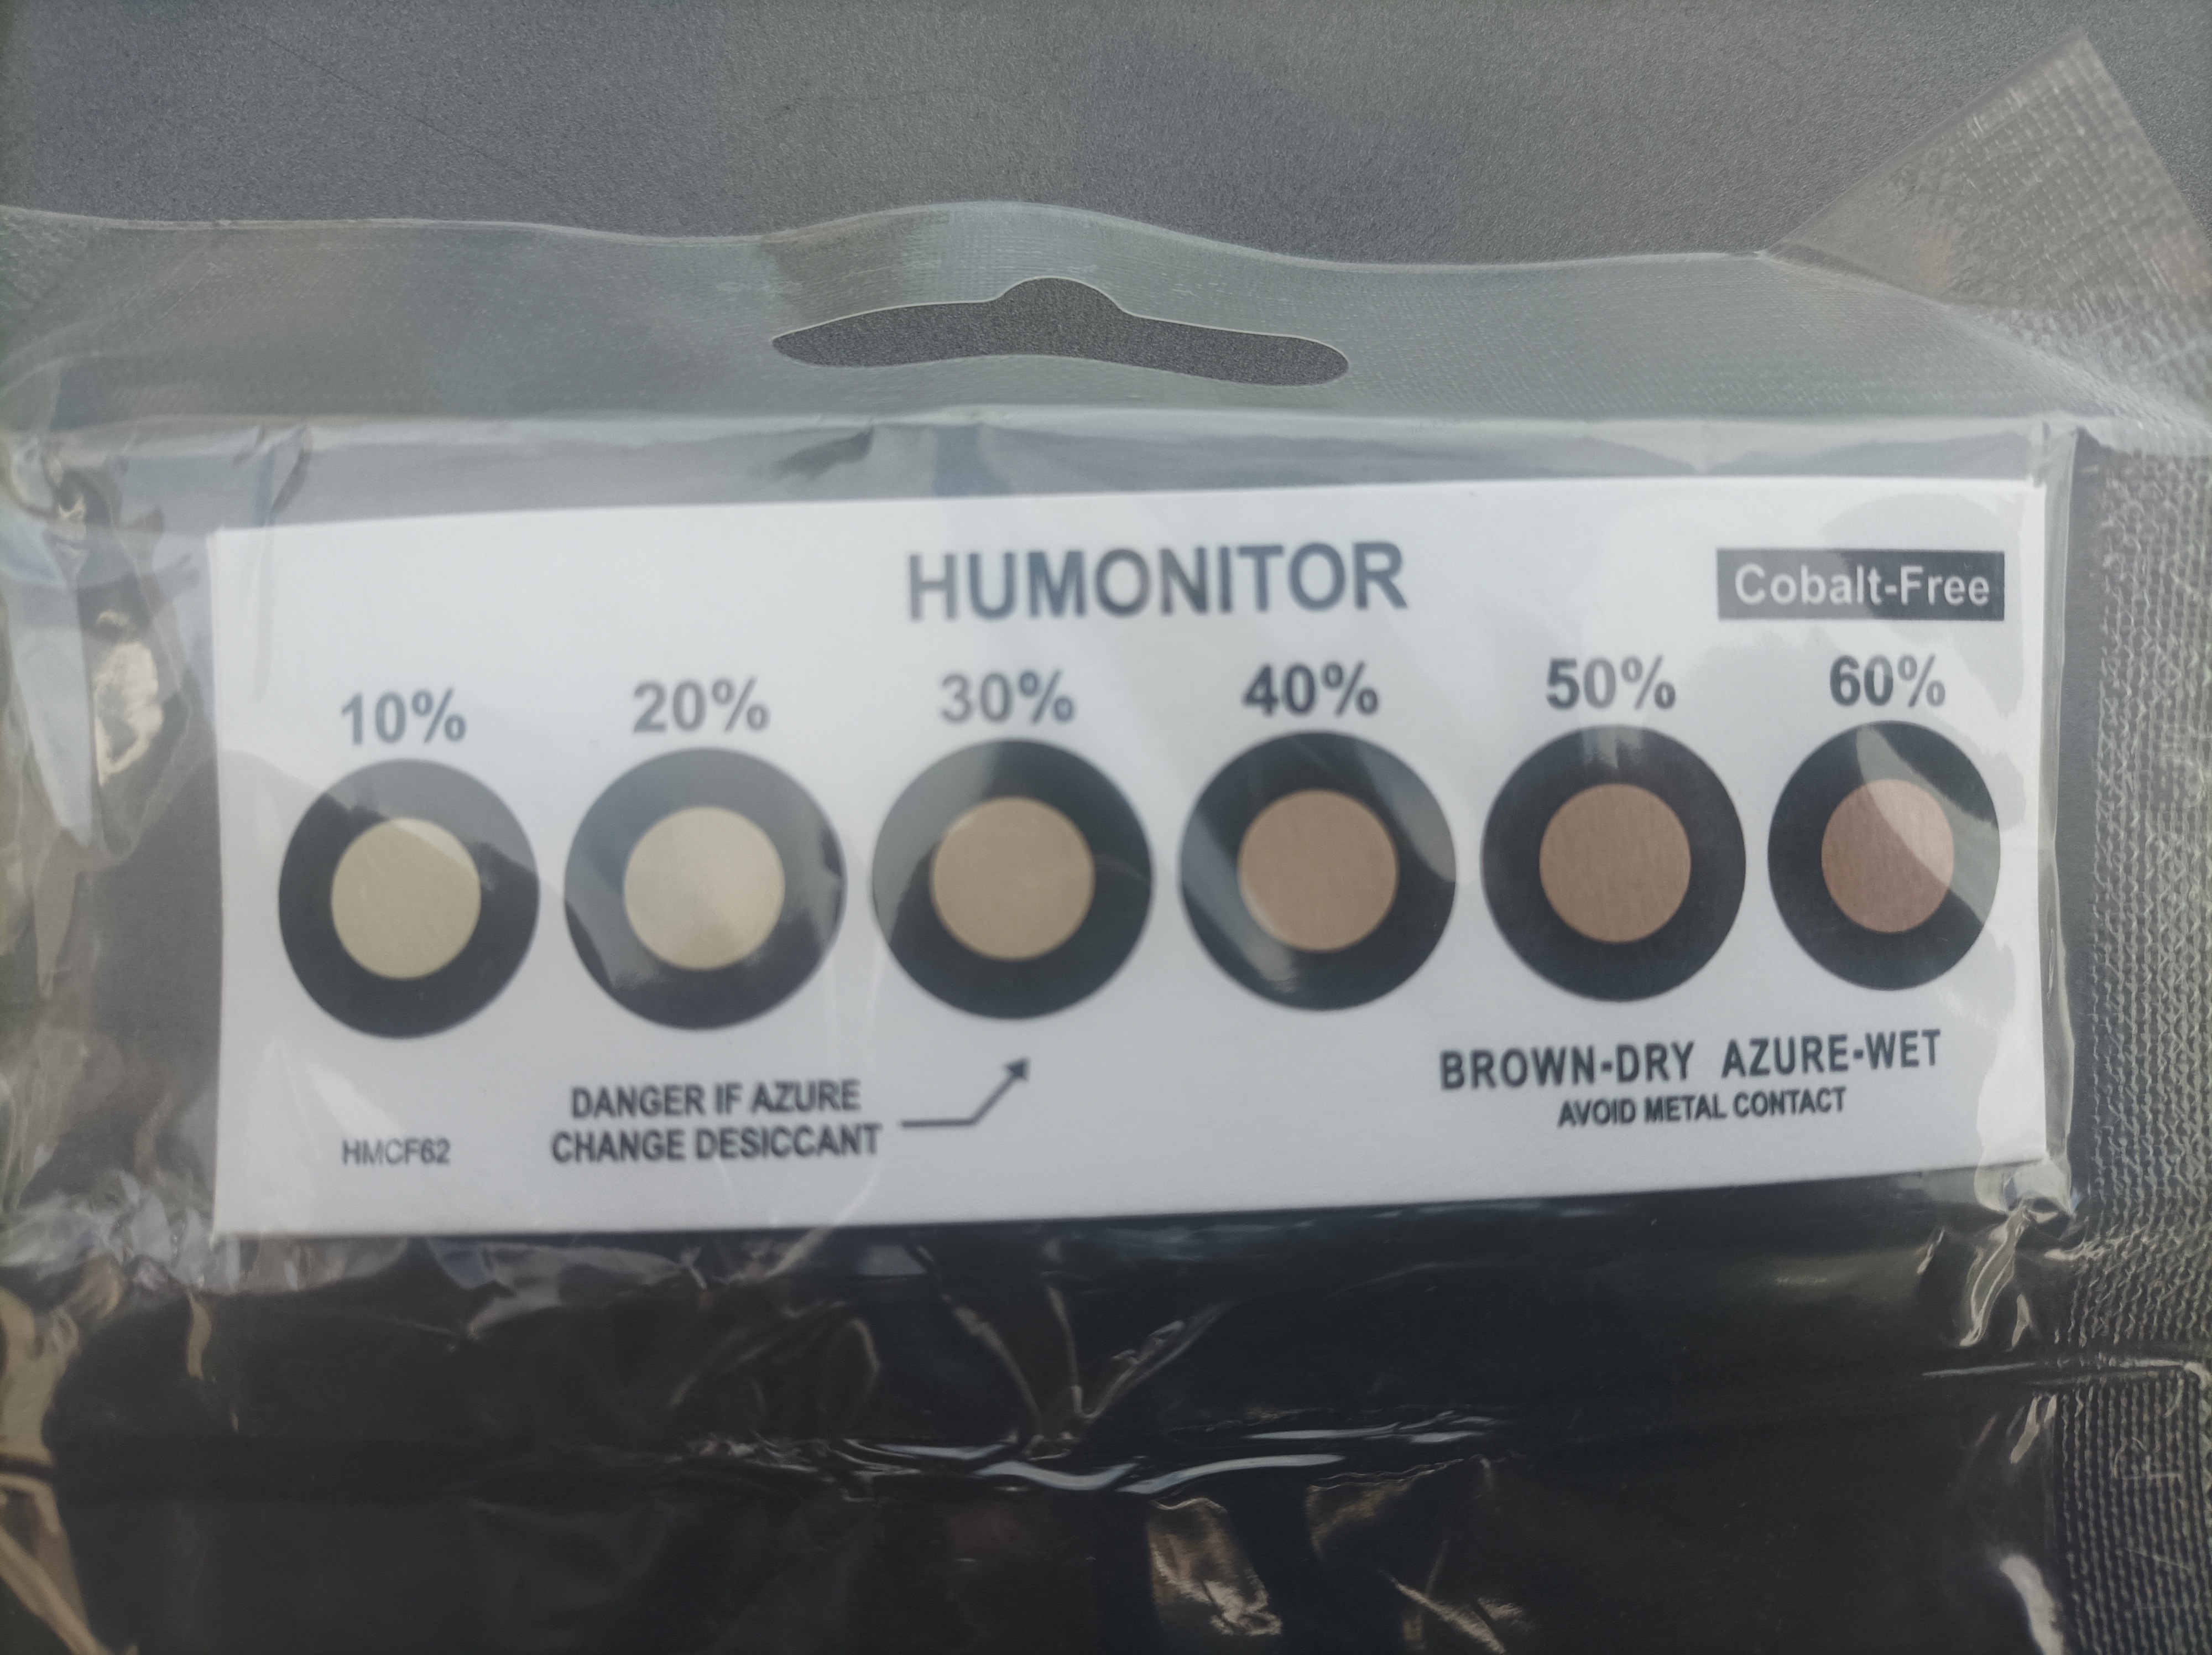 HUMONITOR
Cobalt-Free
10% 20% 30% 40% 50% 60%
DANGER IF AZURE
CHANGE DESICCANT
BROWN-DRY AZURE-WET
AVOID METAL CONTACT
HMCF62